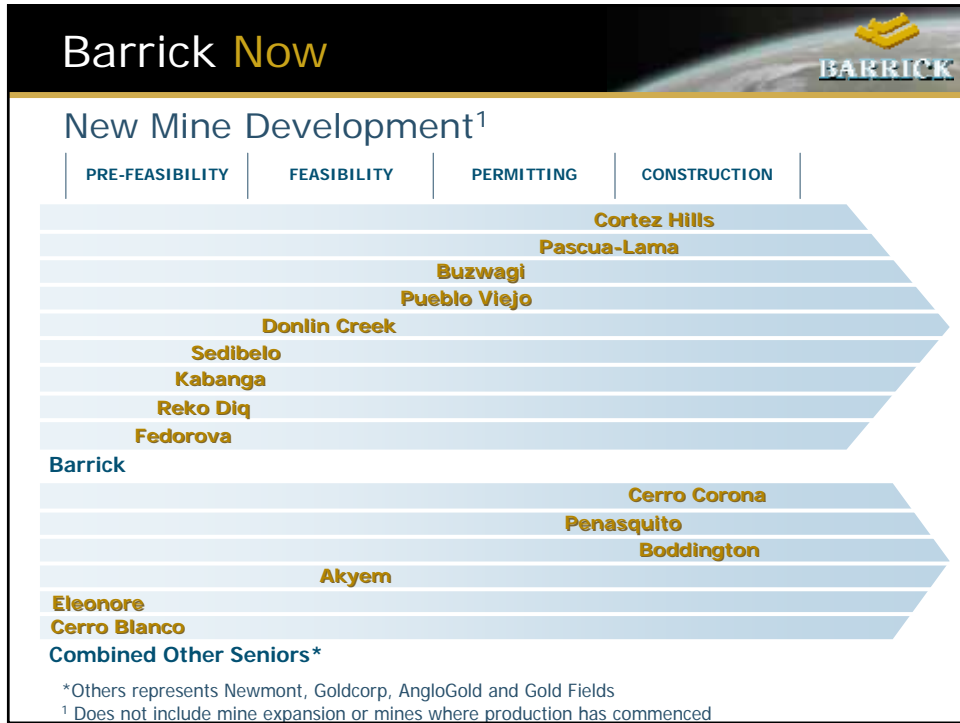 Barrick Now
BARRICK
New Mine Development¹
PRE-FEASIBILITY FEASIBILITY PERMITTING CONSTRUCTION
Cortez Hills
Pascua-Lama
Buzwagi
Pueblo Viejo
Donlin Creek
Sedibelo
Kabanga
Reko Diq
Fedorova
Barrick
Cerro Corona
Penasquito
Boddington
Akyem
Eleonore
Cerro Blanco
Combined Other Seniors*
*Others represents Newmont, Goldcorp, AngloGold and Gold Fields
¹ Does not include mine expansion or mines where production has commenced